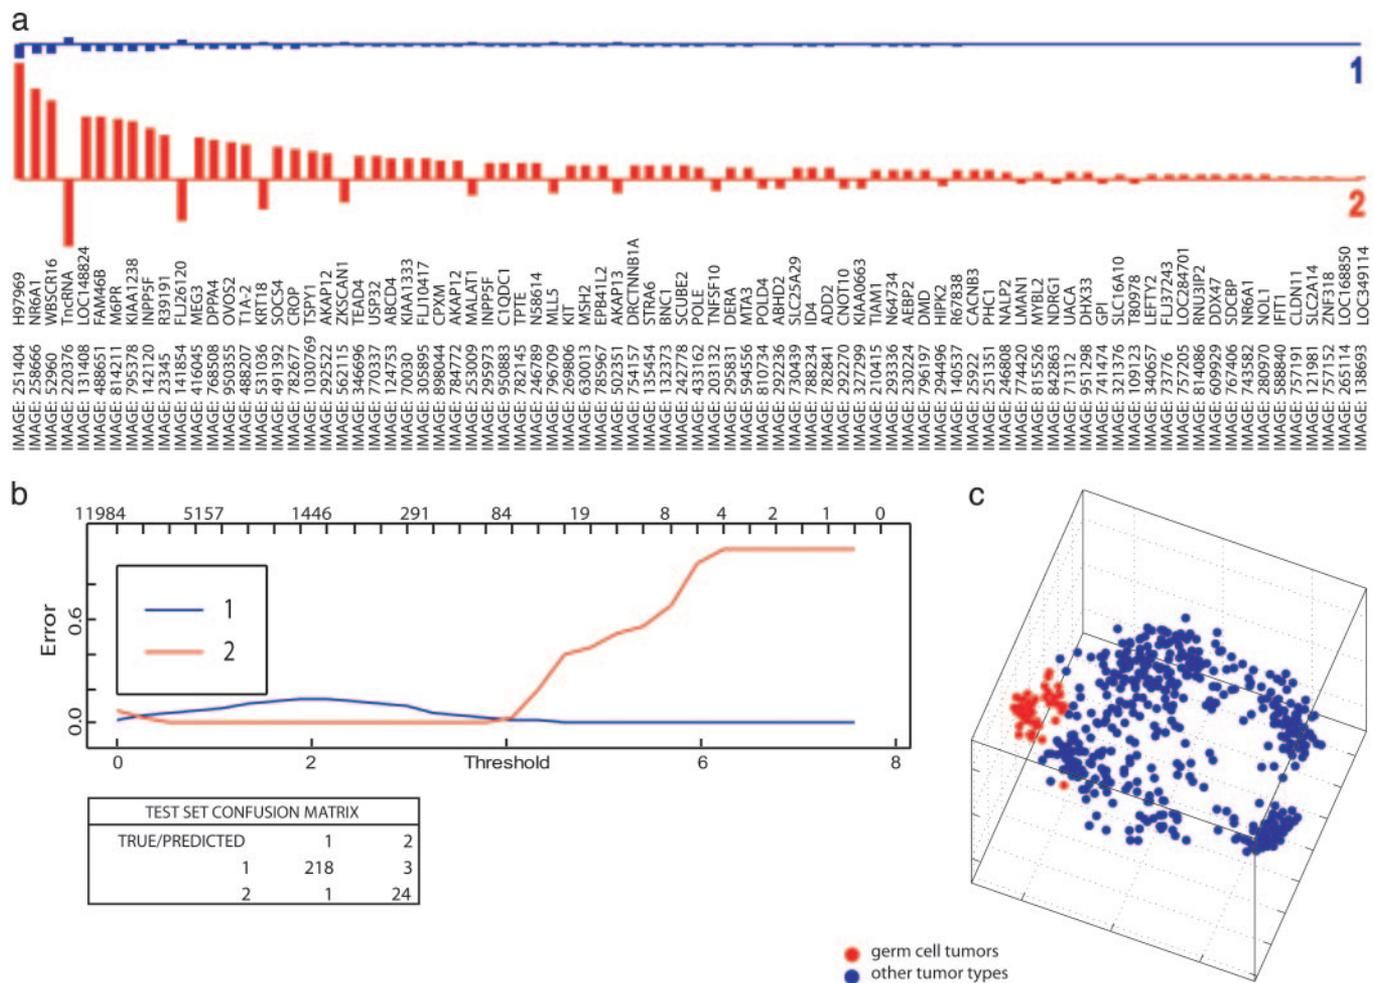 a
1
2
H97969
NR6A1
WBSCR16
TncRNA
LOC148824
FAM46B
M6PR
KIAA1238
INPP5F
R39191
FLJ26120
MEG3
DPPA4
OVOS2
T1A-2
KRT18
SOCS4
CROP
TSPY1
AKAP12
ZKSCAN1
TEAD4
USP32
ABCD4
KIAA1333
FLJ10417
CPXM
AKAP12
MALAT1
INPP5F
C1QDC1
TPTE
N58614
MLL5
KIT
MSH2
EPB41L2
AKAP13
DRCTNNB1A
STRA6
BNC1
SCUBE2
POLE
TNFSF10
DERA
MTA3
POLD4
ABHD2
SLC25A29
ID4
ADD2
CNOT10
KIAA0663
TIAM1
N64734
AEBP2
DMD
HIPK2
R67838
CACNB3
PHC1
NALP2
LMAN1
MYBL2
NDRG1
UACA
DHX33
GPI
SLC16A10
T80978
LEFTY2
FLJ37243
LOC284701
RNU3IP2
DDX47
SDCBP
NR6A1
NOL1
IFIT1
CLDN11
SLC2A14
ZNF318
LOC168850
LOC349114
IMAGE: 251404
IMAGE: 258666
IMAGE: 52960
IMAGE: 220376
IMAGE: 131408
IMAGE: 488651
IMAGE: 814211
IMAGE: 795378
IMAGE: 142120
IMAGE: 23345
IMAGE: 141854
IMAGE: 416045
IMAGE: 768508
IMAGE: 950355
IMAGE: 488207
IMAGE: 531036
IMAGE: 491392
IMAGE: 782677
IMAGE: 1030769
IMAGE: 292522
IMAGE: 562115
IMAGE: 346696
IMAGE: 770337
IMAGE: 124753
IMAGE: 70030
IMAGE: 305895
IMAGE: 898044
IMAGE: 784772
IMAGE: 253009
IMAGE: 295973
IMAGE: 950883
IMAGE: 782145
IMAGE: 246789
IMAGE: 796709
IMAGE: 269806
IMAGE: 630013
IMAGE: 785967
IMAGE: 502351
IMAGE: 754157
IMAGE: 135454
IMAGE: 132373
IMAGE: 242778
IMAGE: 433162
IMAGE: 203132
IMAGE: 295831
IMAGE: 594556
IMAGE: 810734
IMAGE: 292236
IMAGE: 730439
IMAGE: 788234
IMAGE: 782841
IMAGE: 292270
IMAGE: 327299
IMAGE: 210415
IMAGE: 293336
IMAGE: 230224
IMAGE: 796197
IMAGE: 294496
IMAGE: 140537
IMAGE: 25922
IMAGE: 251351
IMAGE: 246808
IMAGE: 774420
IMAGE: 815526
IMAGE: 842863
IMAGE: 71312
IMAGE: 951298
IMAGE: 741474
IMAGE: 321376
IMAGE: 109123
IMAGE: 340657
IMAGE: 73776
IMAGE: 757205
IMAGE: 814086
IMAGE: 609929
IMAGE: 767406
IMAGE: 743582
IMAGE: 280970
IMAGE: 588840
IMAGE: 757191
IMAGE: 121981
IMAGE: 757152
IMAGE: 265114
IMAGE: 138693
b
11984 5157 1446 291 84 19 8 4 2 1 0
1
2
Error
0.6
0.0
0 2 Threshold 6 8
TEST SET CONFUSION MATRIX
TRUE/PREDICTED 1 2
1 218 3
2 1 24
c
germ cell tumors
other tumor types